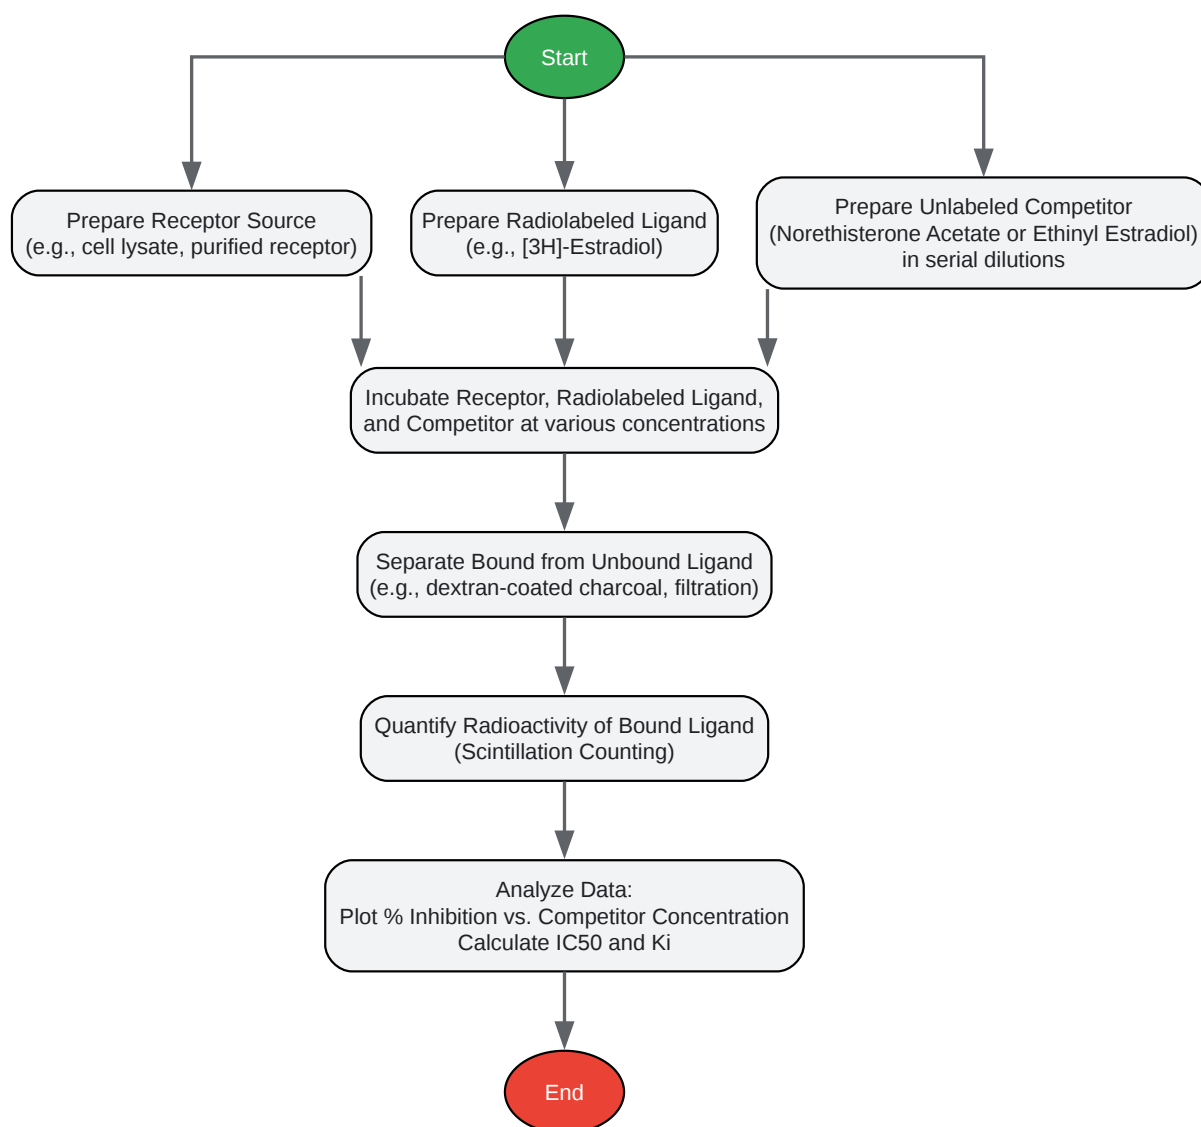 Start
Prepare Receptor Source
(e.g., cell lysate, purified receptor)
Prepare Radiolabeled Ligand
(e.g., [3H]-Estradiol)
Prepare Unlabeled Competitor
(Norethisterone Acetate or Ethinyl Estradiol)
in serial dilutions
Incubate Receptor, Radiolabeled Ligand,
and Competitor at various concentrations
Separate Bound from Unbound Ligand
(e.g., dextran-coated charcoal, filtration)
Quantify Radioactivity of Bound Ligand
(Scintillation Counting)
Analyze Data:
Plot % Inhibition vs. Competitor Concentration
Calculate IC50 and Ki
End